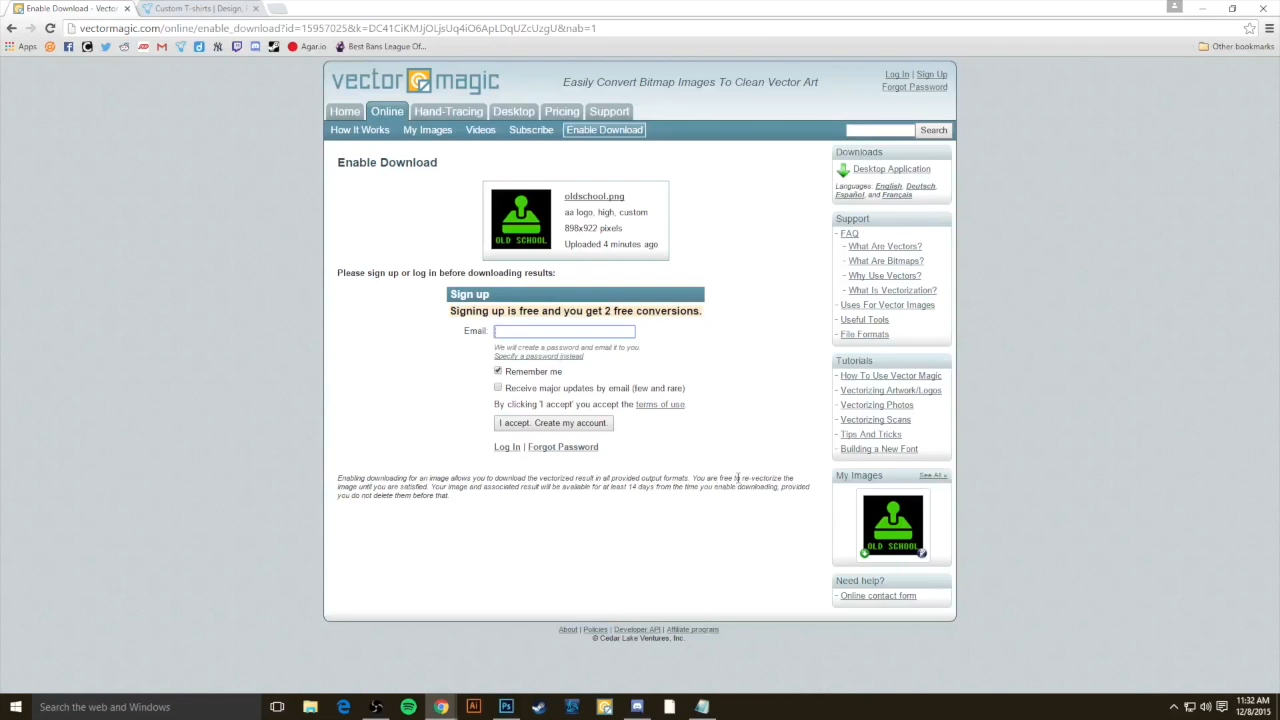 Enable Download - Vector
Custom T-shirts | Design,
vectormagic.com/online/enable_download?id=15957025&k=DC41CiKMJjOLjsUq4iO6ApLDqUZcUzgU&nab=1
Apps
Agar.io
Best Bans League Of...
Other bookmarks
vector magic
Easily Convert Bitmap Images To Clean Vector Art
Log In | Sign Up
Forgot Password
Home Online Hand-Tracing Desktop Pricing Support
How It Works My Images Videos Subscribe Enable Download
Search
Enable Download
OLD SCHOOL
oldschool.png
aa logo, high, custom
898x922 pixels
Uploaded 4 minutes ago
Please sign up or log in before downloading results:
Sign up
Signing up is free and you get 2 free conversions.
Email:
We will create a password and email it to you.
Specify a password instead
Remember me
Receive major updates by email (few and rare)
By clicking 'I accept' you accept the terms of use.
I accept. Create my account.
Log In | Forgot Password
Enabling downloading for an image allows you to download the vectorized result in all provided output formats. You are free to re-vectorize the
image until you are satisfied. Your image and associated result will be available for at least 14 days from the time you enable downloading, provided
you do not delete them before that.
Downloads
Desktop Application
Languages: English, Deutsch,
Español, and Français
Support
- FAQ
- What Are Vectors?
- What Are Bitmaps?
- Why Use Vectors?
- What Is Vectorization?
- Uses For Vector Images
- Useful Tools
- File Formats
Tutorials
- How To Use Vector Magic
- Vectorizing Artwork/Logos
- Vectorizing Photos
- Vectorizing Scans
- Tips And Tricks
- Building a New Font
My Images
See All »
OLD SCHOOL
Need help?
- Online contact form
About | Policies | Developer API | Affiliate program
© Cedar Lake Ventures, Inc.
Search the web and Windows
11:32 AM
12/8/2015